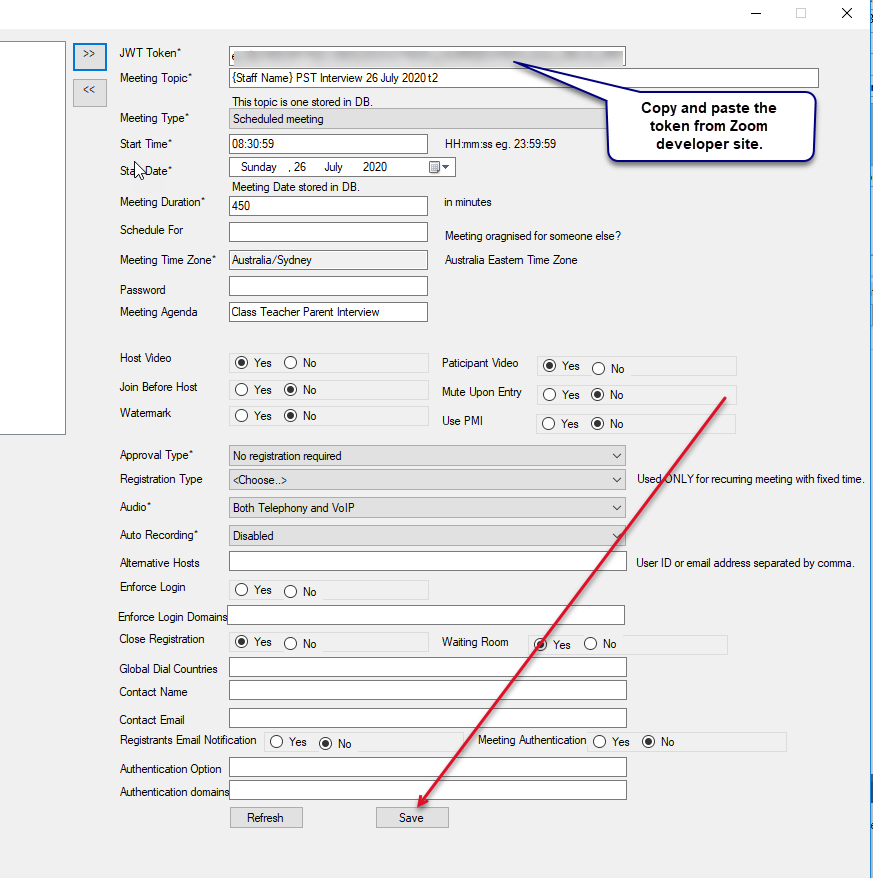 >>
<<
JWT Token*
e
Meeting Topic* {Staff Name} PST Interview 26 July 2020 t2
This topic is one stored in DB.
Meeting Type* Scheduled meeting
Copy and paste the
token from Zoom
developer site.
Start Time* 08:30:59 HH:mm:ss eg. 23:59:59
Start Date* Sunday , 26 July 2020
Meeting Date stored in DB.
Meeting Duration* 450 in minutes
Schedule For Meeting oragnised for someone else?
Meeting Time Zone* Australia/Sydney Australia Eastern Time Zone
Password
Meeting Agenda Class Teacher Parent Interview
Host Video Yes No Paticipant Video Yes No
Join Before Host Yes No Mute Upon Entry Yes No
Watermark Yes No Use PMI Yes No
Approval Type* No registration required
Registration Type <Choose..> Used ONLY for recurring meeting with fixed time.
Audio* Both Telephony and VoIP
Auto Recording* Disabled
Alternative Hosts User ID or email address separated by comma.
Enforce Login Yes No
Enforce Login Domains
Close Registration Yes No Waiting Room Yes No
Global Dial Countries
Contact Name
Contact Email
Registrants Email Notification Yes No Meeting Authentication Yes No
Authentication Option
Authentication domains
Refresh Save